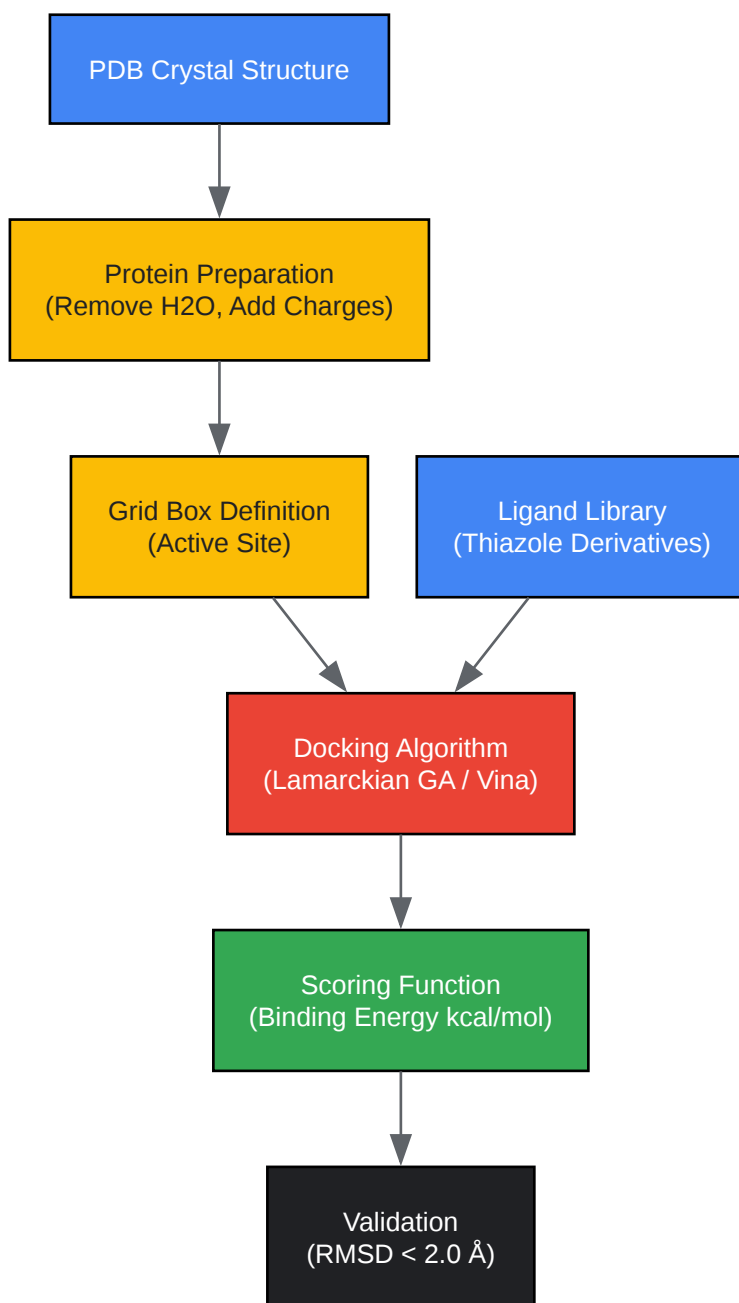 PDB Crystal Structure
Protein Preparation
(Remove H2O, Add Charges)
Grid Box Definition
(Active Site)
Ligand Library
(Thiazole Derivatives)
Docking Algorithm
(Lamarckian GA / Vina)
Scoring Function
(Binding Energy kcal/mol)
Validation
(RMSD < 2.0 Å)